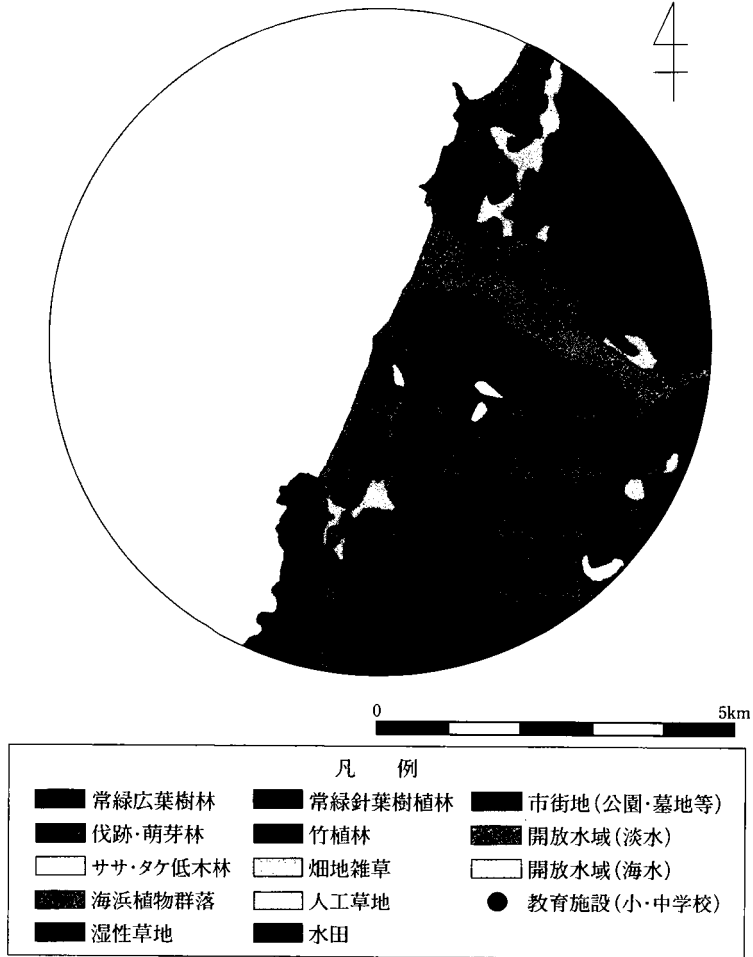 0 5km
凡例
常緑広葉樹林 常緑針葉樹植林 市街地(公園・墓地等)
伐跡・萌芽林 竹植林 開放水域(淡水)
ササ・タケ低木林 畑地雑草 開放水域(海水)
海浜植物群落 人工草地 教育施設(小・中学校)
湿性草地 水田